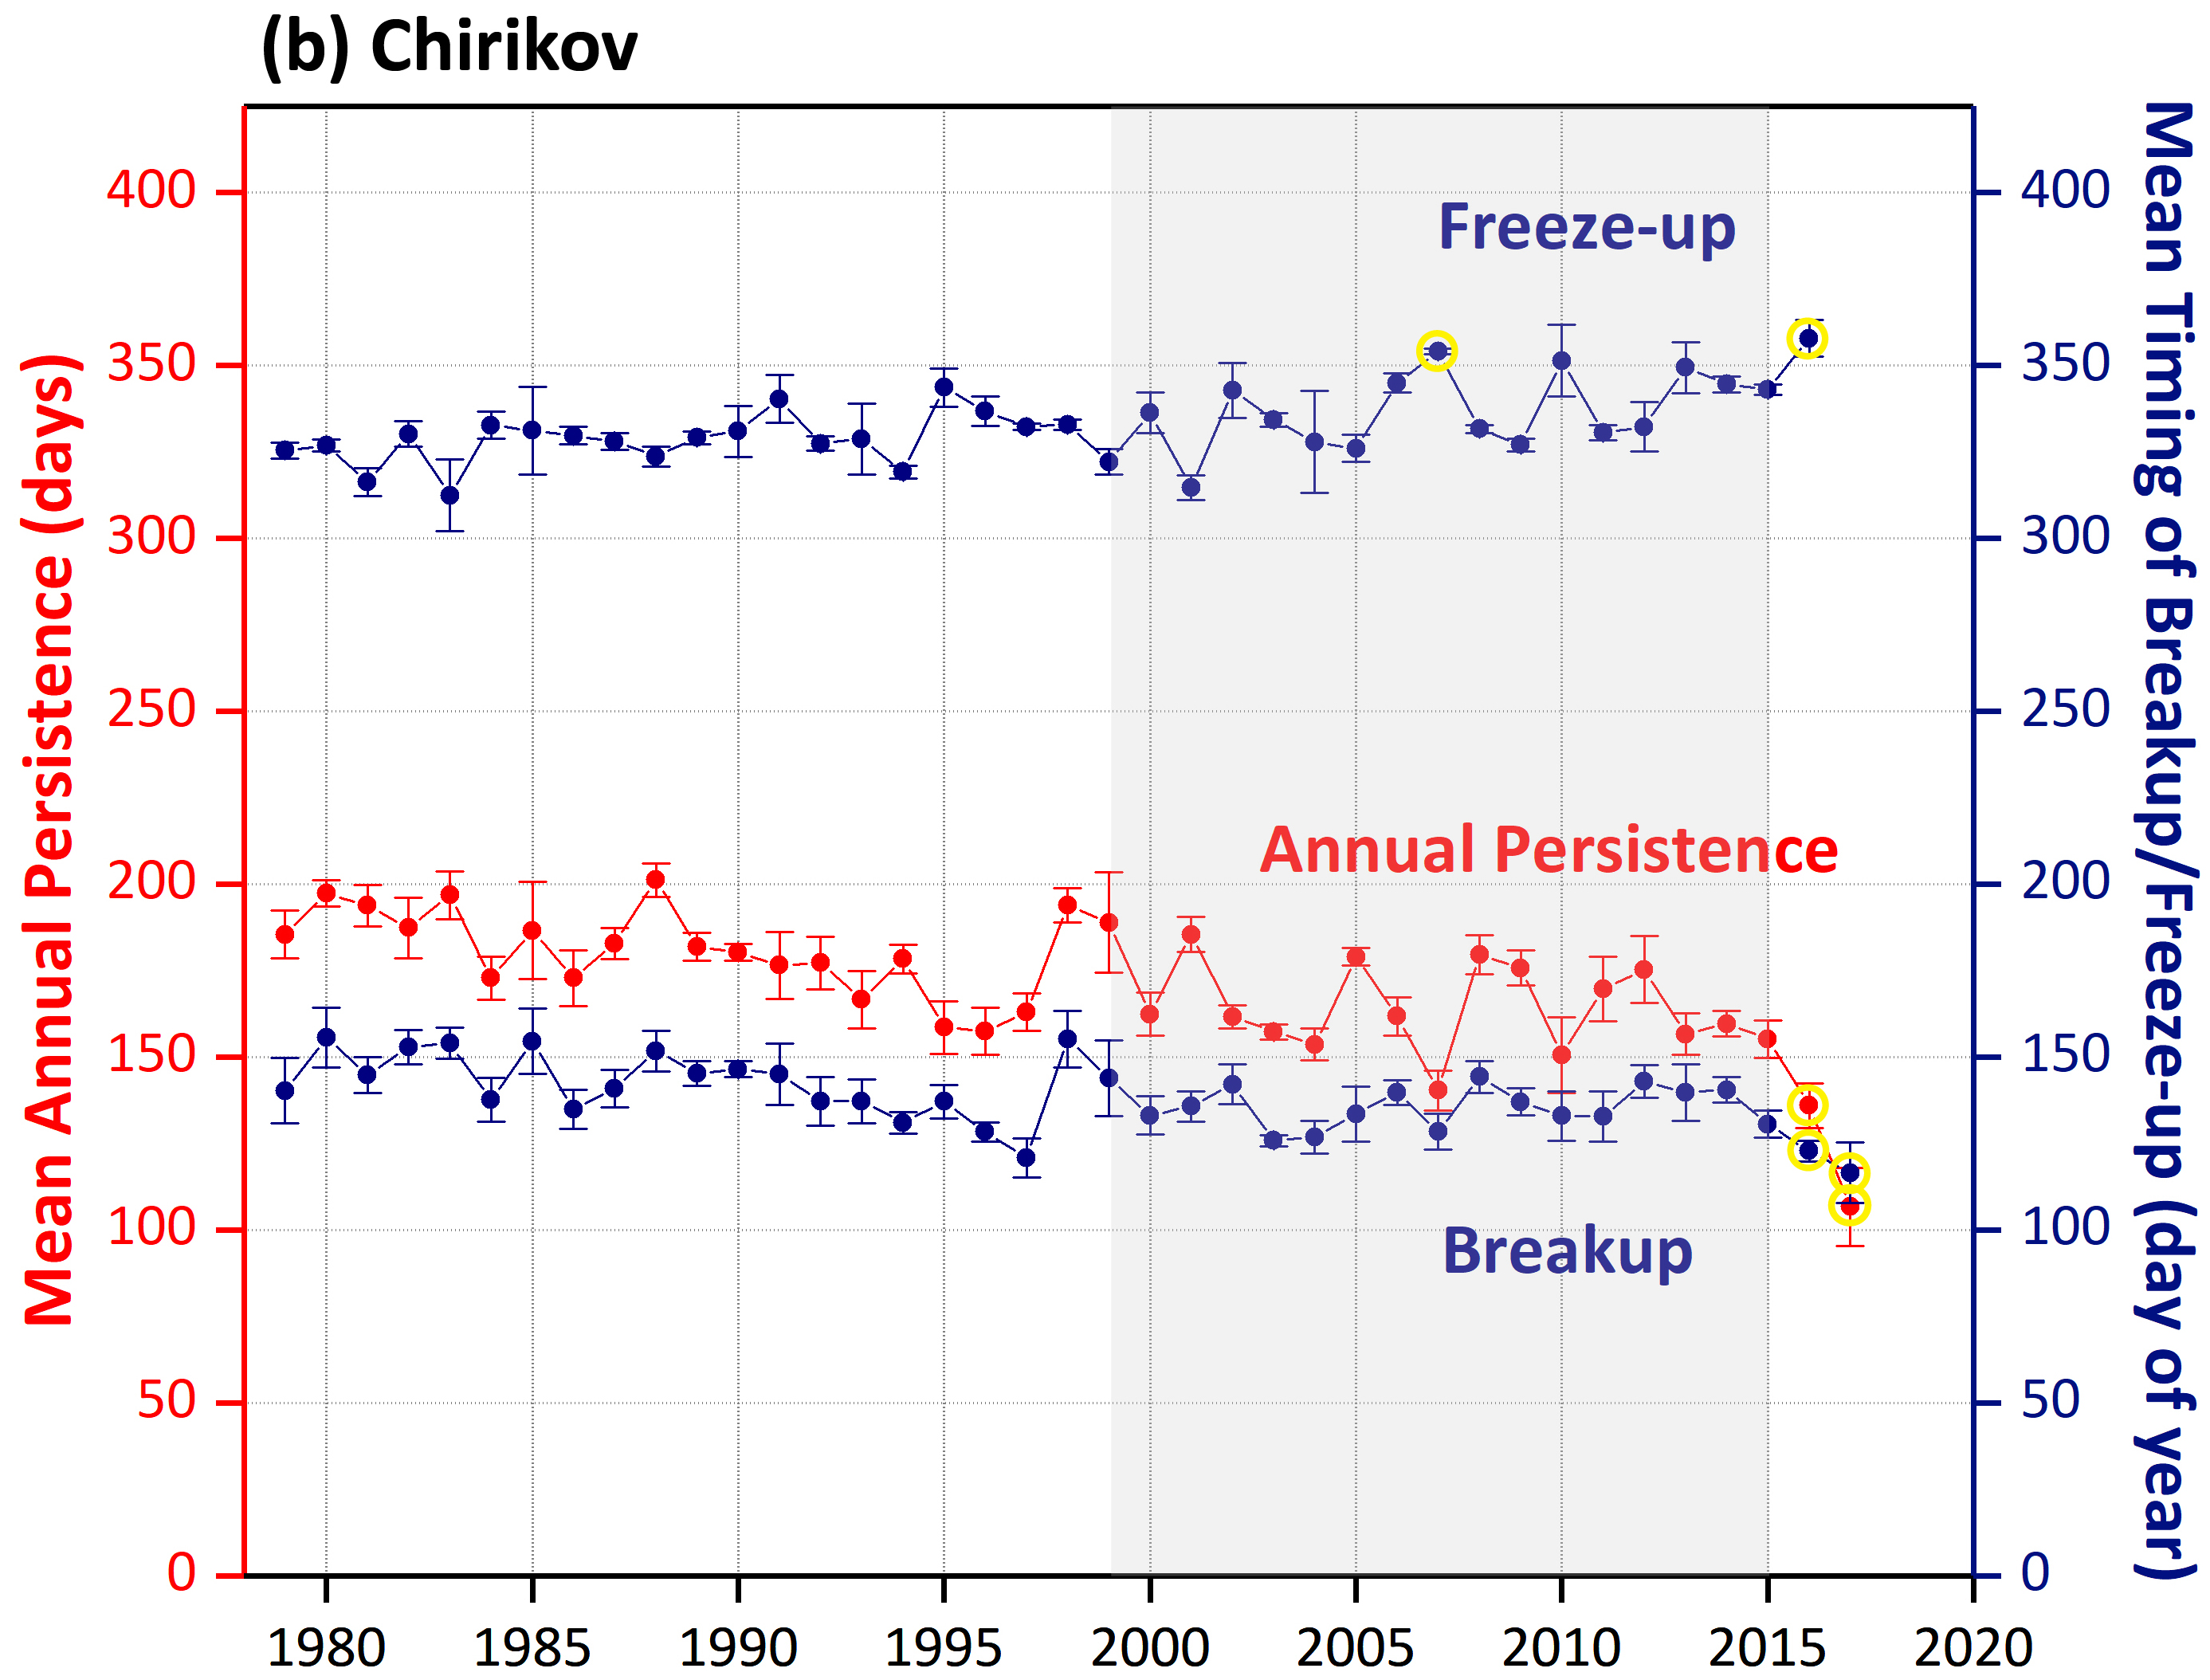 (b) Chirikov
Mean Annual Persistence (days)
400
350
300
250
200
150
100
50
0
Freeze-up
Annual Persistence
Breakup
400
350
300
250
200
150
100
50
0
Mean Timing of Breakup/Freeze-up (day of year)
1980 1985 1990 1995 2000 2005 2010 2015 2020